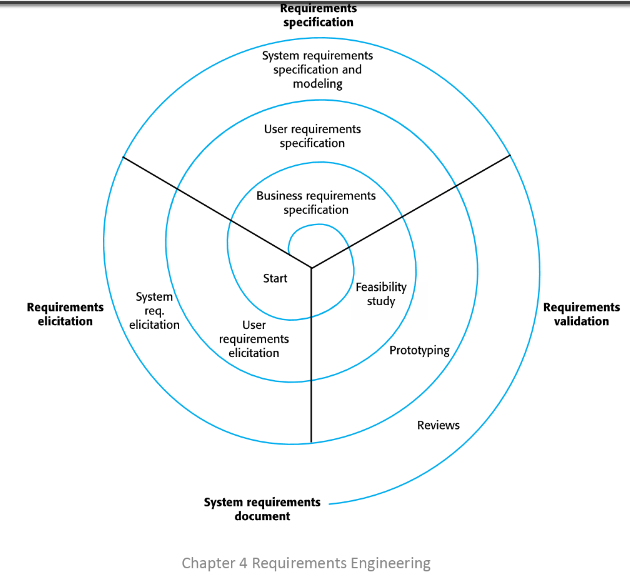 Requirements
specification
System requirements
specification and
modeling
User requirements
specification
Business requirements
specification
Start
Feasibility
study
Requirements
elicitation
System
req.
elicitation
User
requirements
elicitation
Requirements
validation
Prototyping
Reviews
System requirements
document
Chapter 4 Requirements Engineering